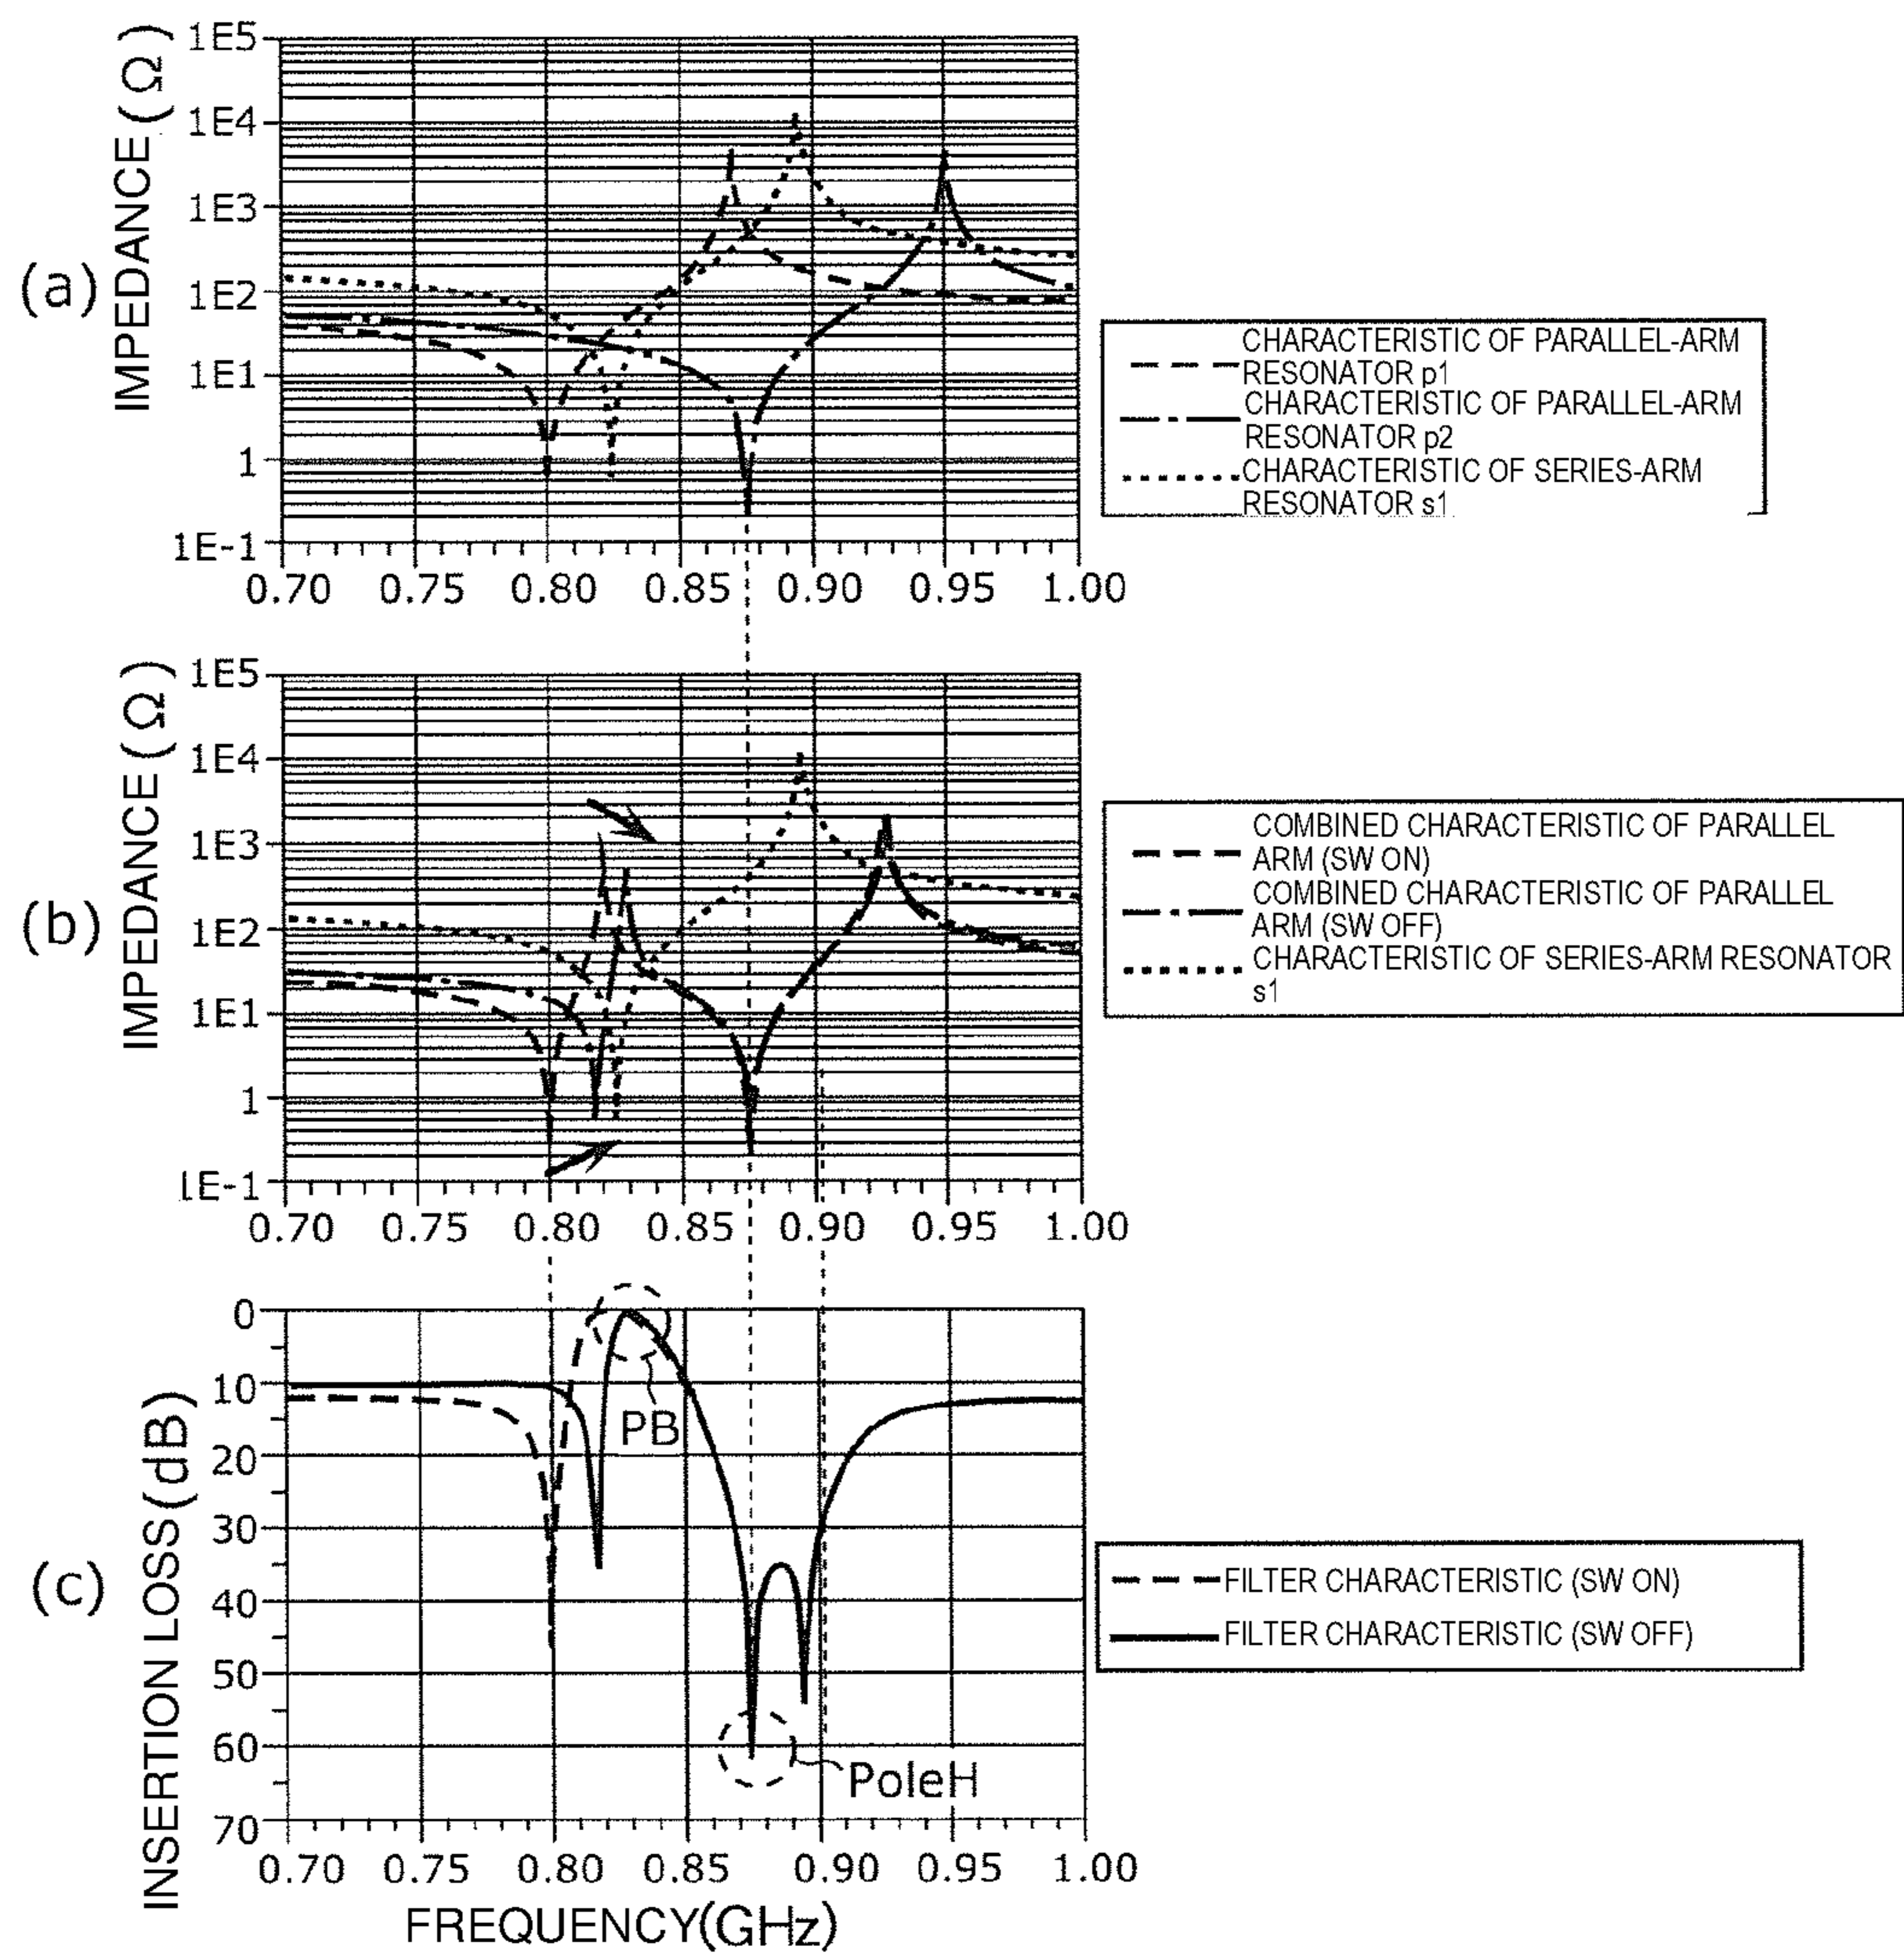 (a)
IMPEDANCE (Ω)
1E5
1E4
1E3
1E2
1E1
1
1E-1
0.70 0.75 0.80 0.85 0.90 0.95 1.00
CHARACTERISTIC OF PARALLEL-ARM
RESONATOR p1
CHARACTERISTIC OF PARALLEL-ARM
RESONATOR p2
CHARACTERISTIC OF SERIES-ARM
RESONATOR s1
(b)
IMPEDANCE (Ω)
1E5
1E4
1E3
1E2
1E1
1
1E-1
0.70 0.75 0.80 0.85 0.90 0.95 1.00
COMBINED CHARACTERISTIC OF PARALLEL
ARM (SW ON)
COMBINED CHARACTERISTIC OF PARALLEL
ARM (SW OFF)
CHARACTERISTIC OF SERIES-ARM RESONATOR
s1
(c)
INSERTION LOSS (dB)
0
10
20
30
40
50
60
70
PB
PoleH
0.70 0.75 0.80 0.85 0.90 0.95 1.00
FREQUENCY(GHz)
FILTER CHARACTERISTIC (SW ON)
FILTER CHARACTERISTIC (SW OFF)